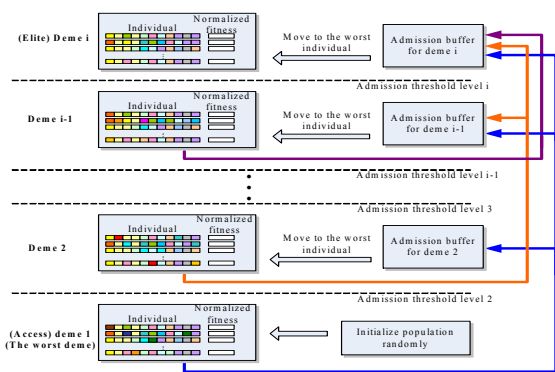 Individual
Normalized
fitness
(Elite) Deme i
Move to the worst
individual
Admission buffer
for deme i
Admission threshold level i
Individual
Normalized
fitness
Deme i-1
Move to the worst
individual
Admission buffer
for deme i-1
Admission threshold level i-1
Admission threshold level 3
Individual
Normalized
fitness
Deme 2
Move to the worst
individual
Admission buffer
for deme 2
Admission threshold level 2
Individual
Normalized
fitness
(Access) deme 1
(The worst deme)
Initialize population
randomly